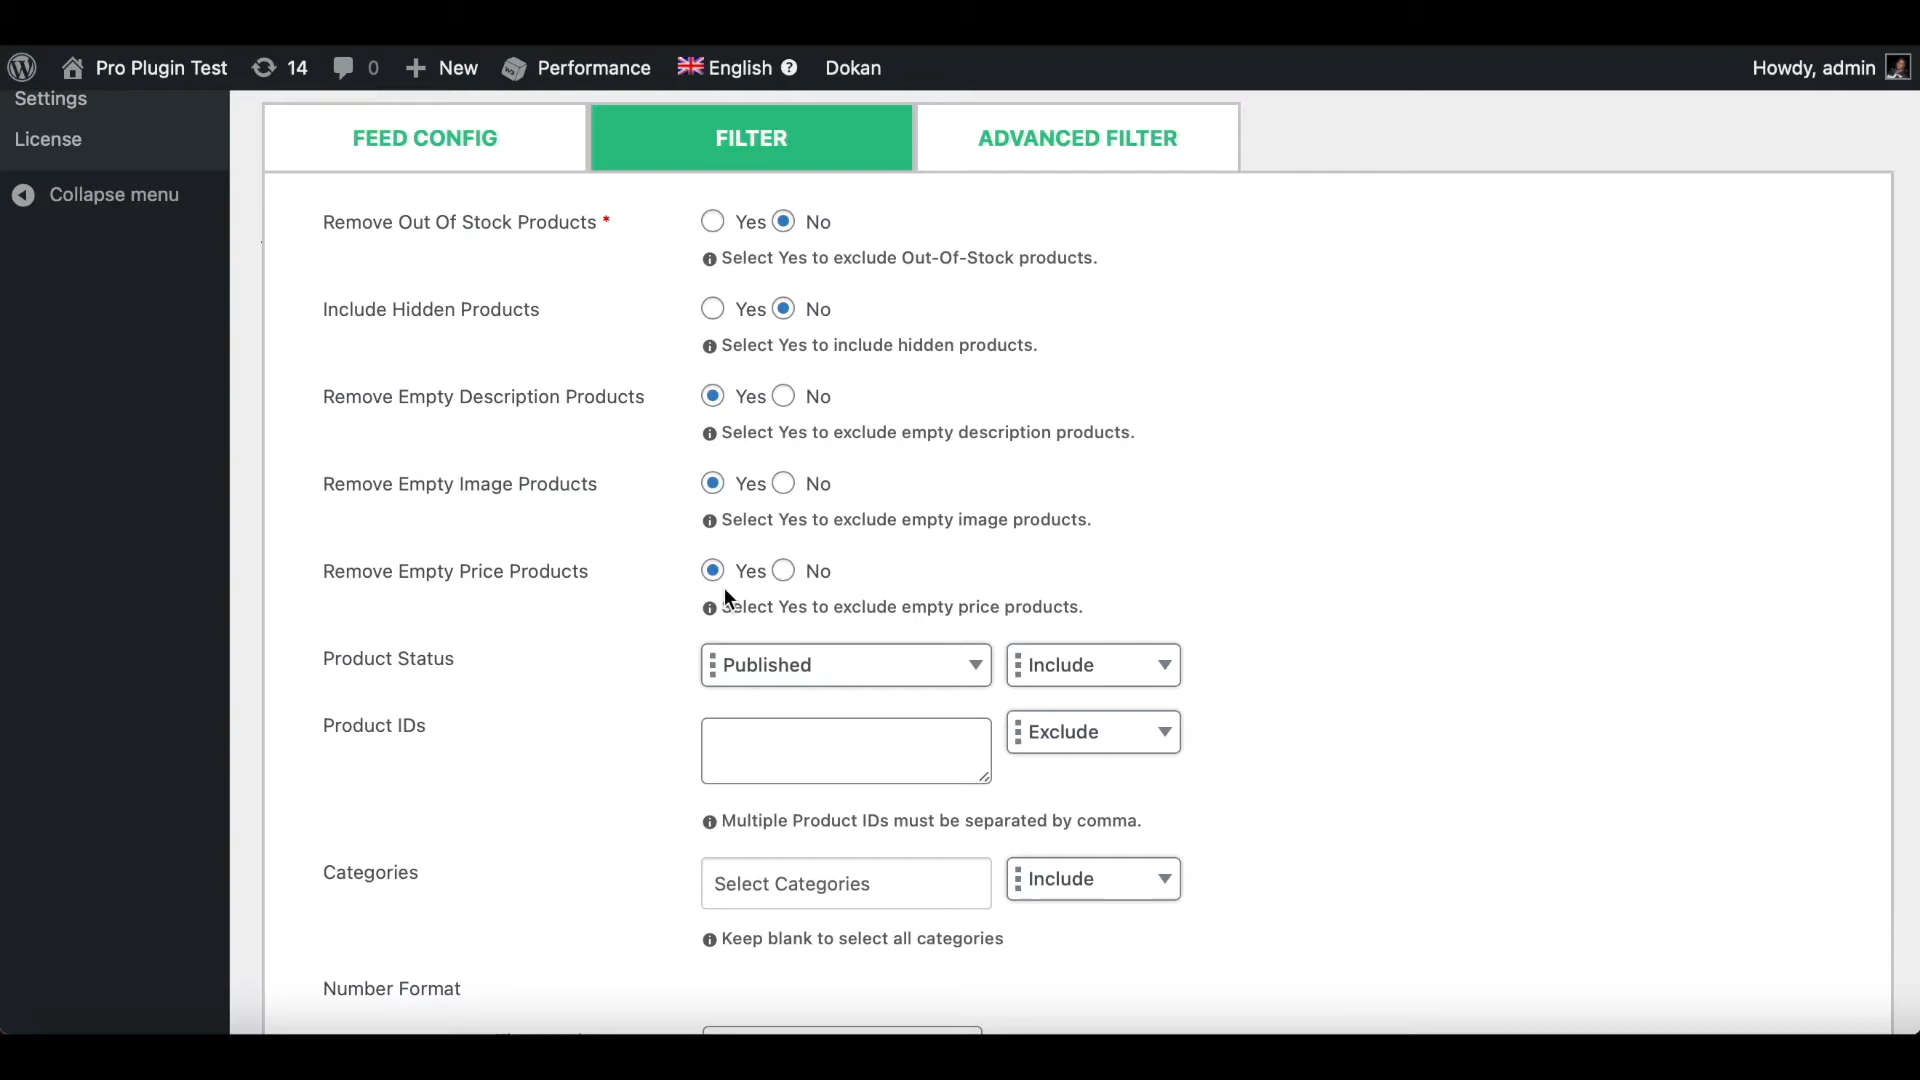 Pro Plugin Test 14 0 New Performance English Dokan Howdy, admin
Settings
License
Collapse menu
FEED CONFIG FILTER ADVANCED FILTER
Remove Out Of Stock Products * Yes No
Select Yes to exclude Out-Of-Stock products.
Include Hidden Products Yes No
Select Yes to include hidden products.
Remove Empty Description Products Yes No
Select Yes to exclude empty description products.
Remove Empty Image Products Yes No
Select Yes to exclude empty image products.
Remove Empty Price Products Yes No
Select Yes to exclude empty price products.
Product Status Published Include
Product IDs Exclude
Multiple Product IDs must be separated by comma.
Categories Select Categories Include
Keep blank to select all categories
Number Format